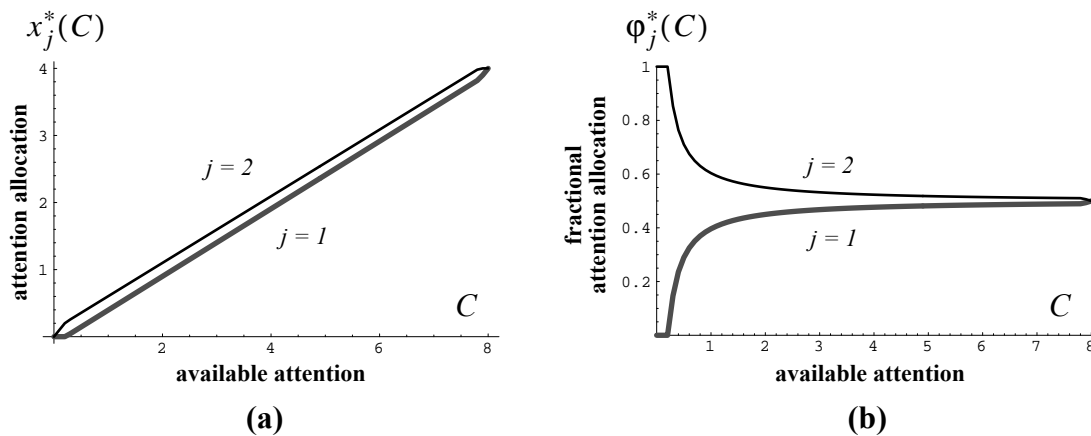 x*j(C)
attention allocation
4
3
2
1
j = 2
j = 1
C
2
4
6
8
available attention
(a)
φ*j(C)
fractional
attention allocation
1
0.8
0.6
0.4
0.2
j = 2
j = 1
C
1
2
3
4
5
6
7
8
available attention
(b)